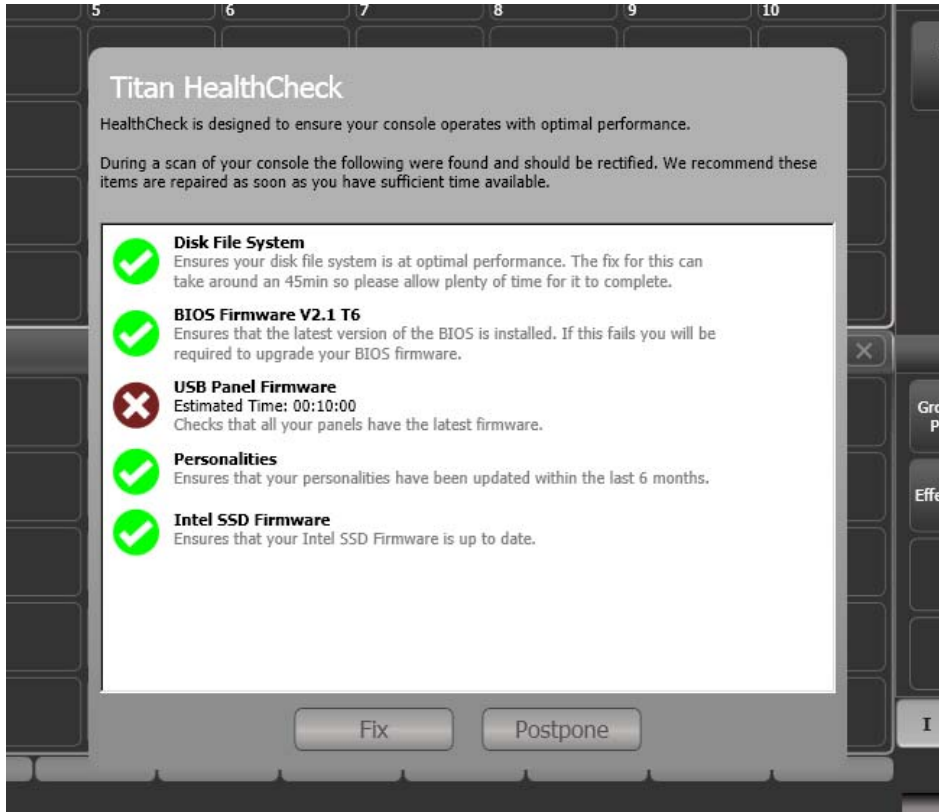 5 6 7 8 9 10
Titan HealthCheck
HealthCheck is designed to ensure your console operates with optimal performance.
During a scan of your console the following were found and should be rectified. We recommend these
items are repaired as soon as you have sufficient time available.
Disk File System
Ensures your disk file system is at optimal performance. The fix for this can
take around an 45min so please allow plenty of time for it to complete.
BIOS Firmware V2.1 T6
Ensures that the latest version of the BIOS is installed. If this fails you will be
required to upgrade your BIOS firmware.
USB Panel Firmware
Estimated Time: 00:10:00
Checks that all your panels have the latest firmware.
Personalities
Ensures that your personalities have been updated within the last 6 months.
Intel SSD Firmware
Ensures that your Intel SSD Firmware is up to date.
Fix
Postpone
I